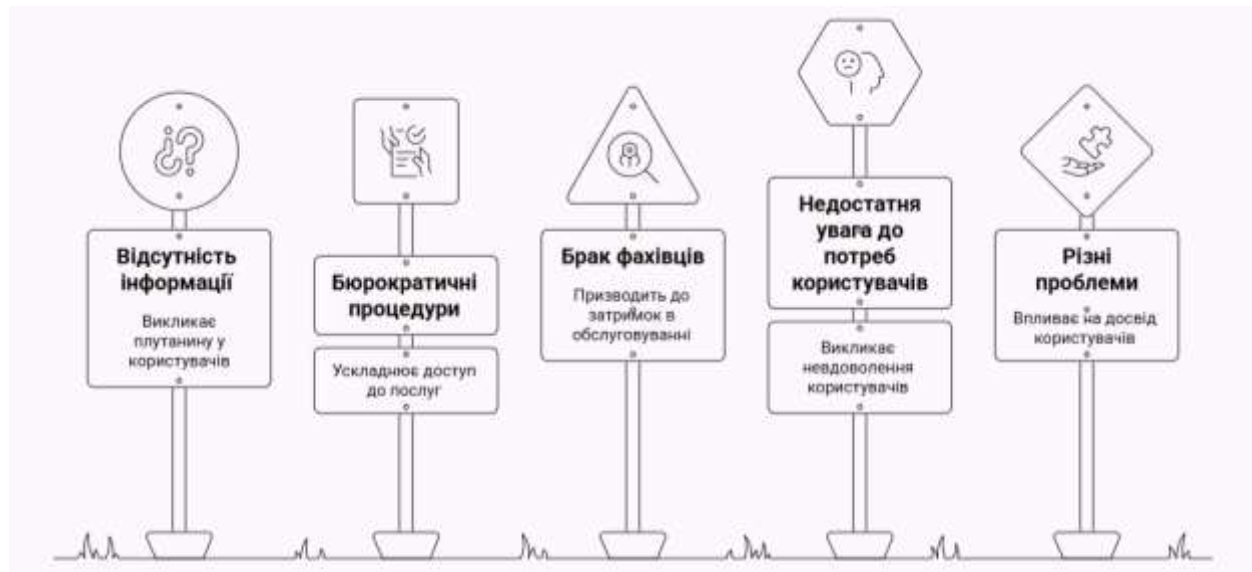 Відсутність
інформації
Викликає
плутанину у
користувачів
Бюрократичні
процедури
Ускладнює доступ
до послуг
Брак фахівців
Призводить до
затримок в
обслуговуванні
Недостатня
увага до
потреб
користувачів
Викликає
невдоволення
користувачів
Різні
проблеми
Впливає на досвід
користувачів